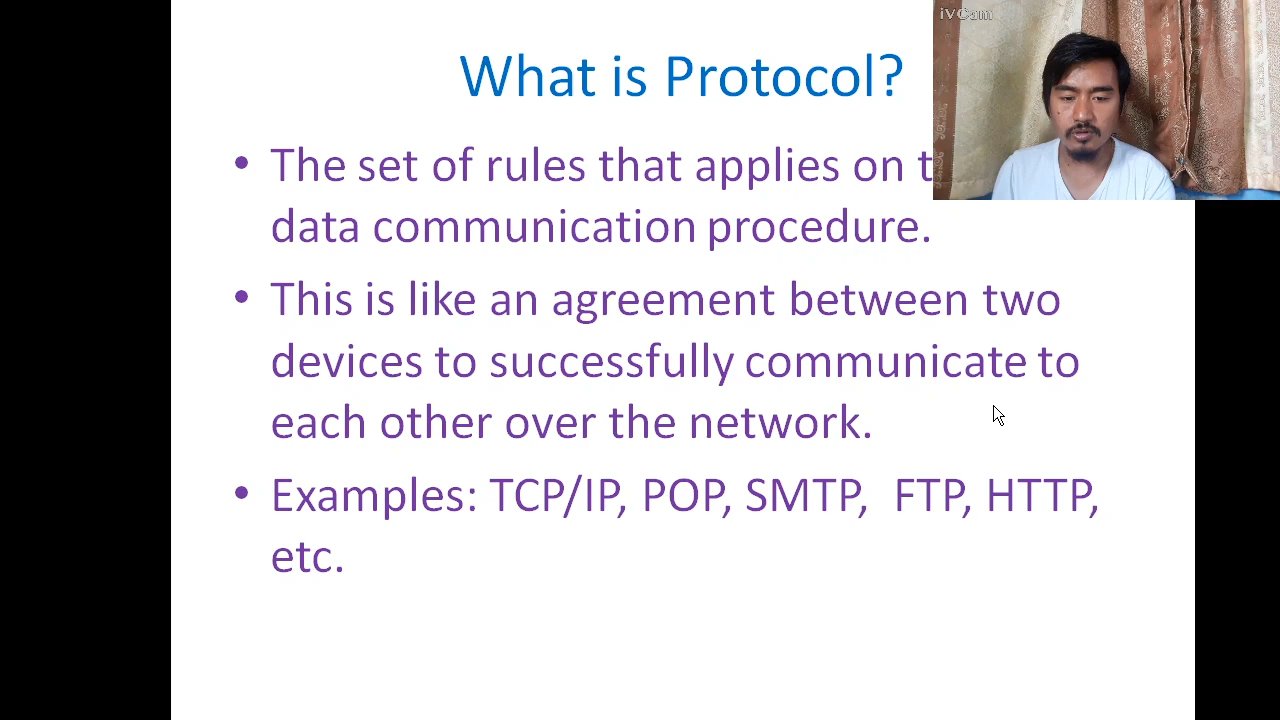 iVCam
What is Protocol?
• The set of rules that applies on
data communication procedure.
• This is like an agreement between two
devices to successfully communicate to
each other over the network.
• Examples: TCP/IP, POP, SMTP,  FTP, HTTP,
etc.